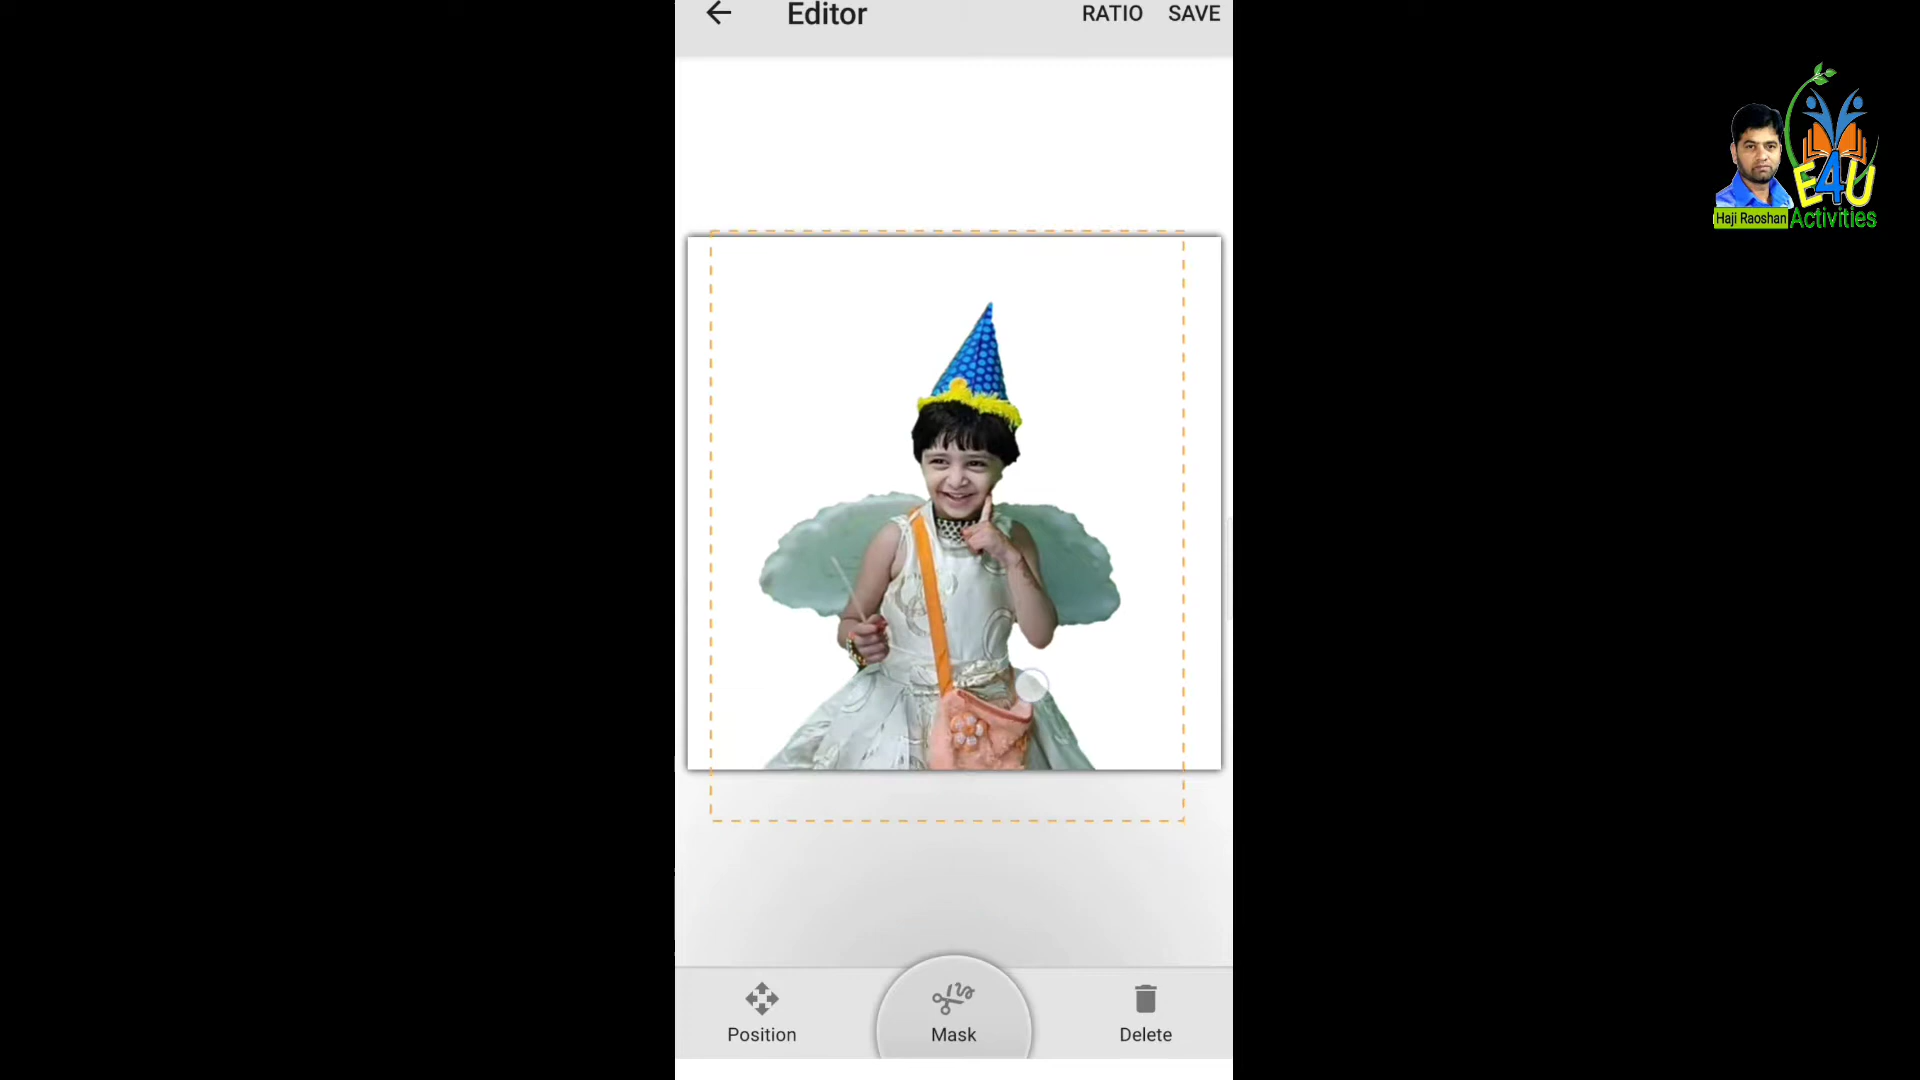 Editor
RATIO
SAVE
E4U
Haji Raoshan
Activities
Position
Mask
Delete